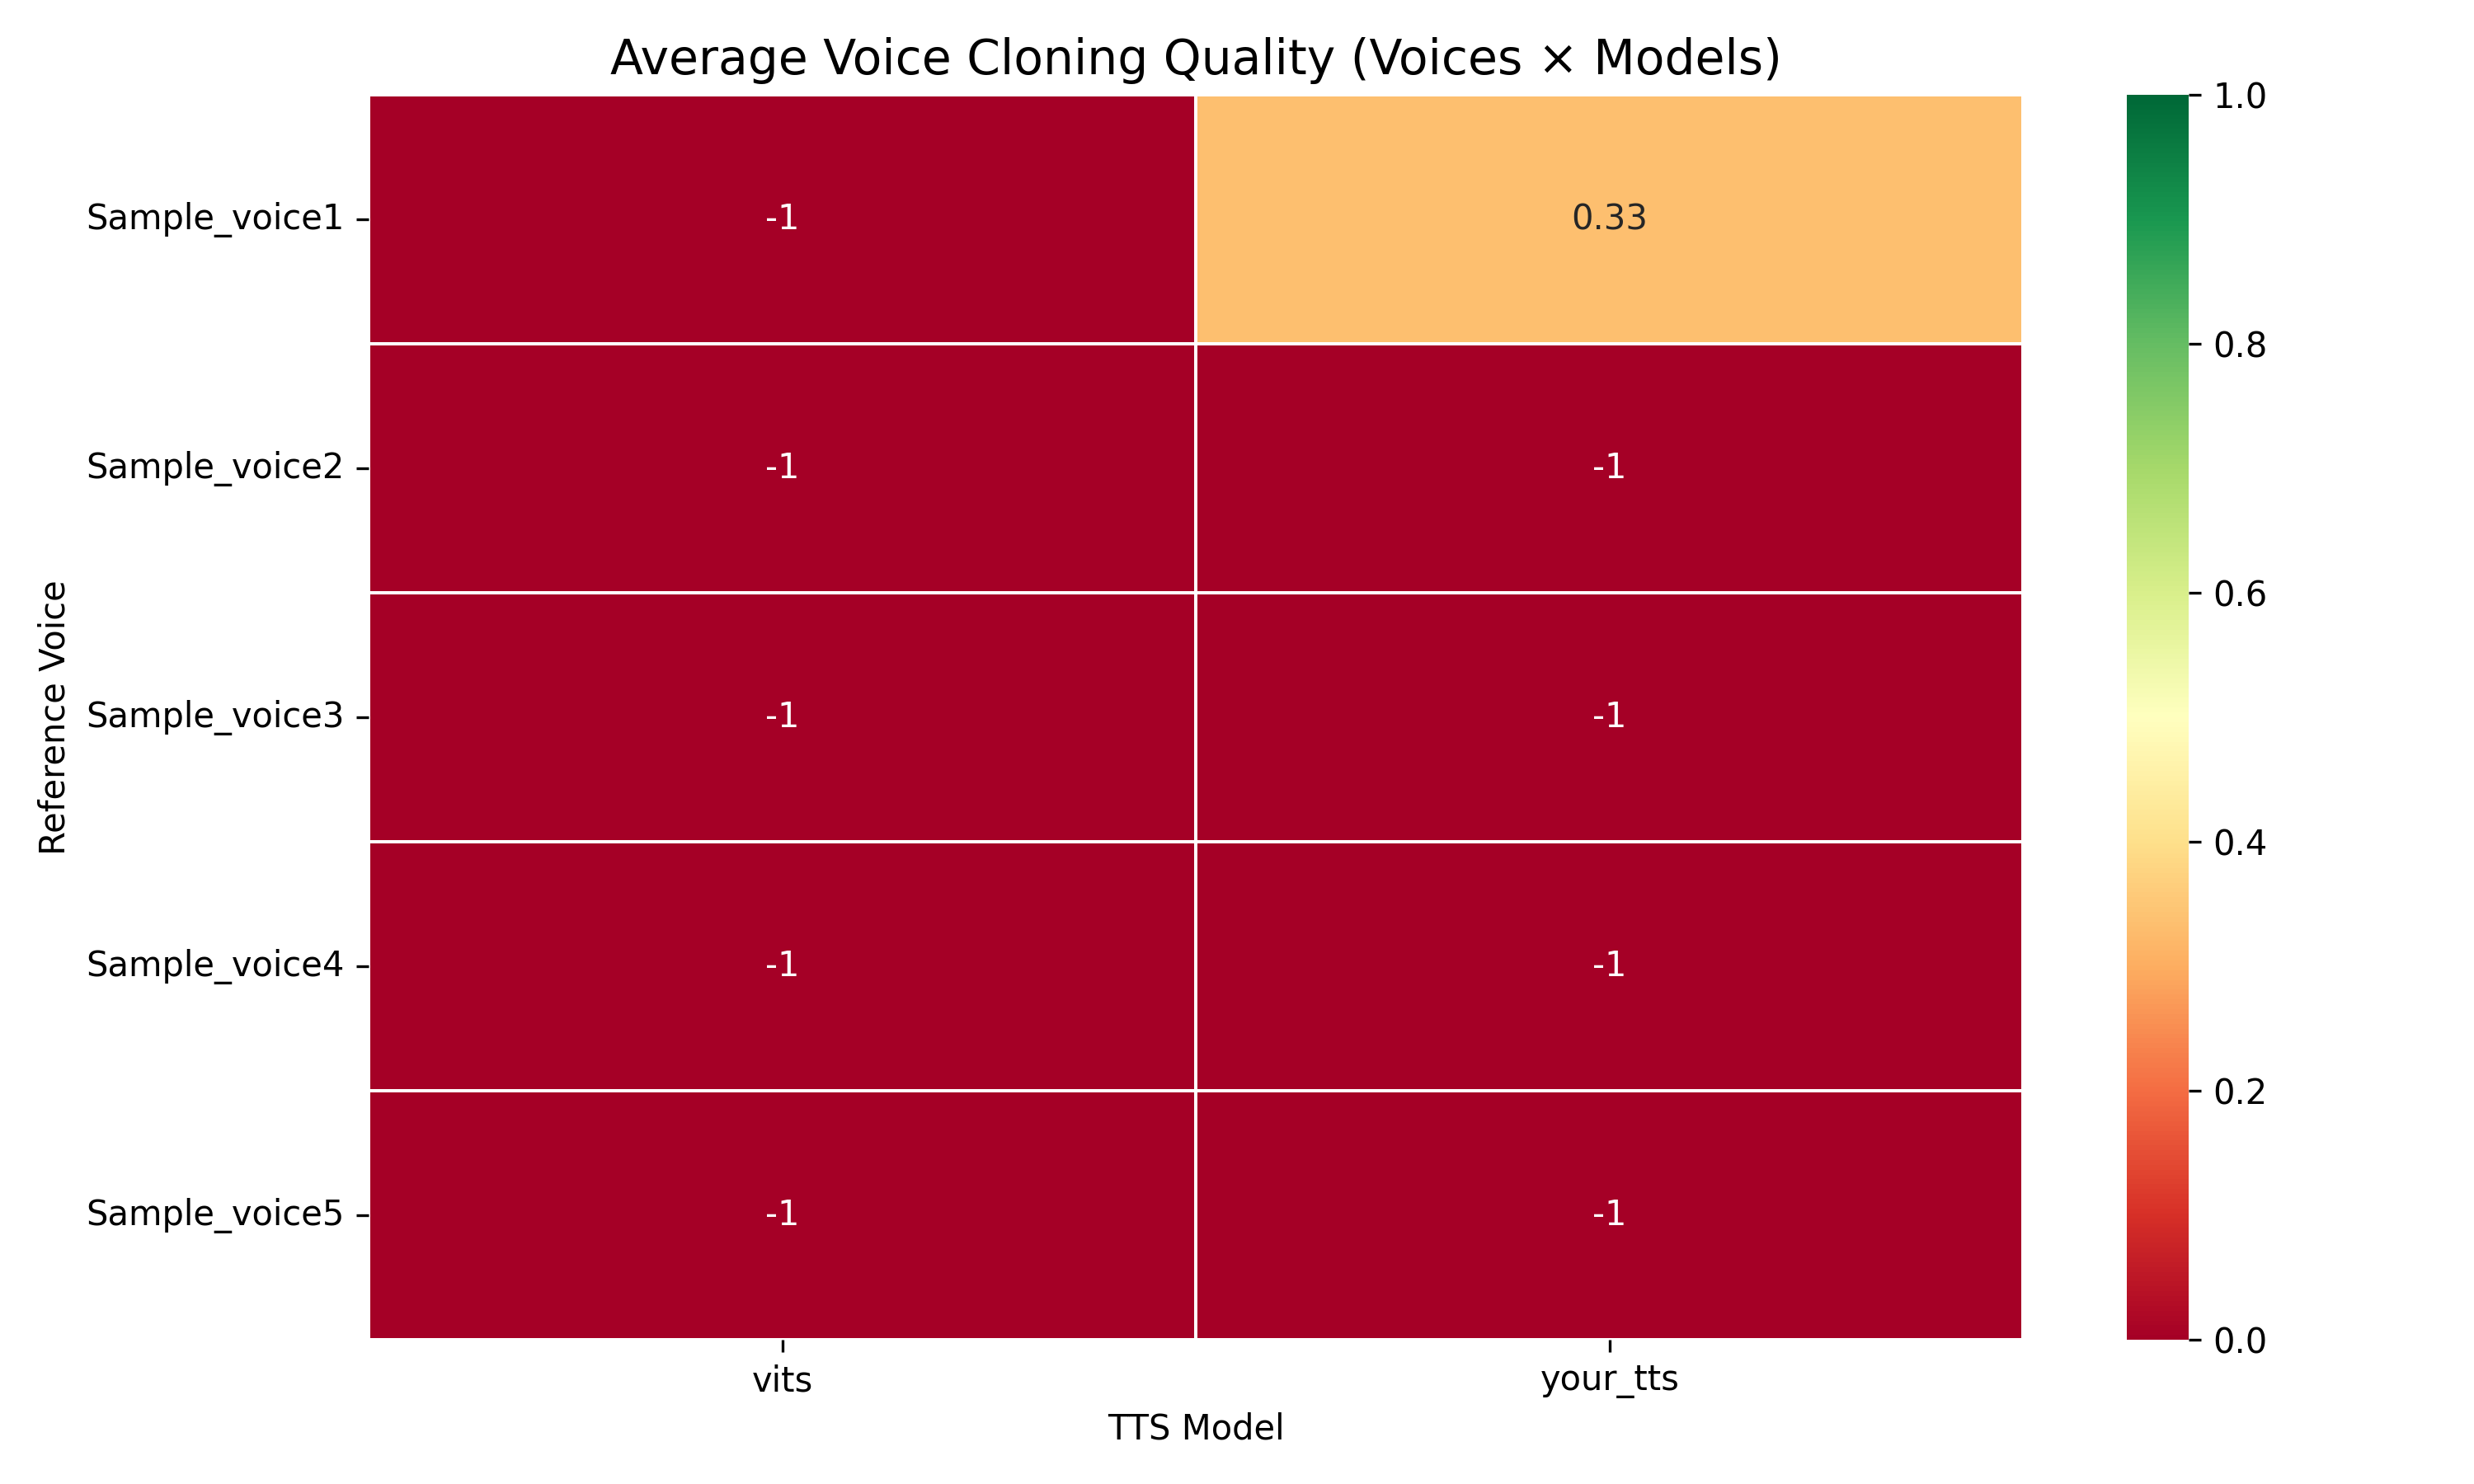 Average Voice Cloning Quality (Voices × Models)
Reference Voice
Sample_voice1 -1 0.33
Sample_voice2 -1 -1
Sample_voice3 -1 -1
Sample_voice4 -1 -1
Sample_voice5 -1 -1
vits your_tts
TTS Model
1.0
0.8
0.6
0.4
0.2
0.0